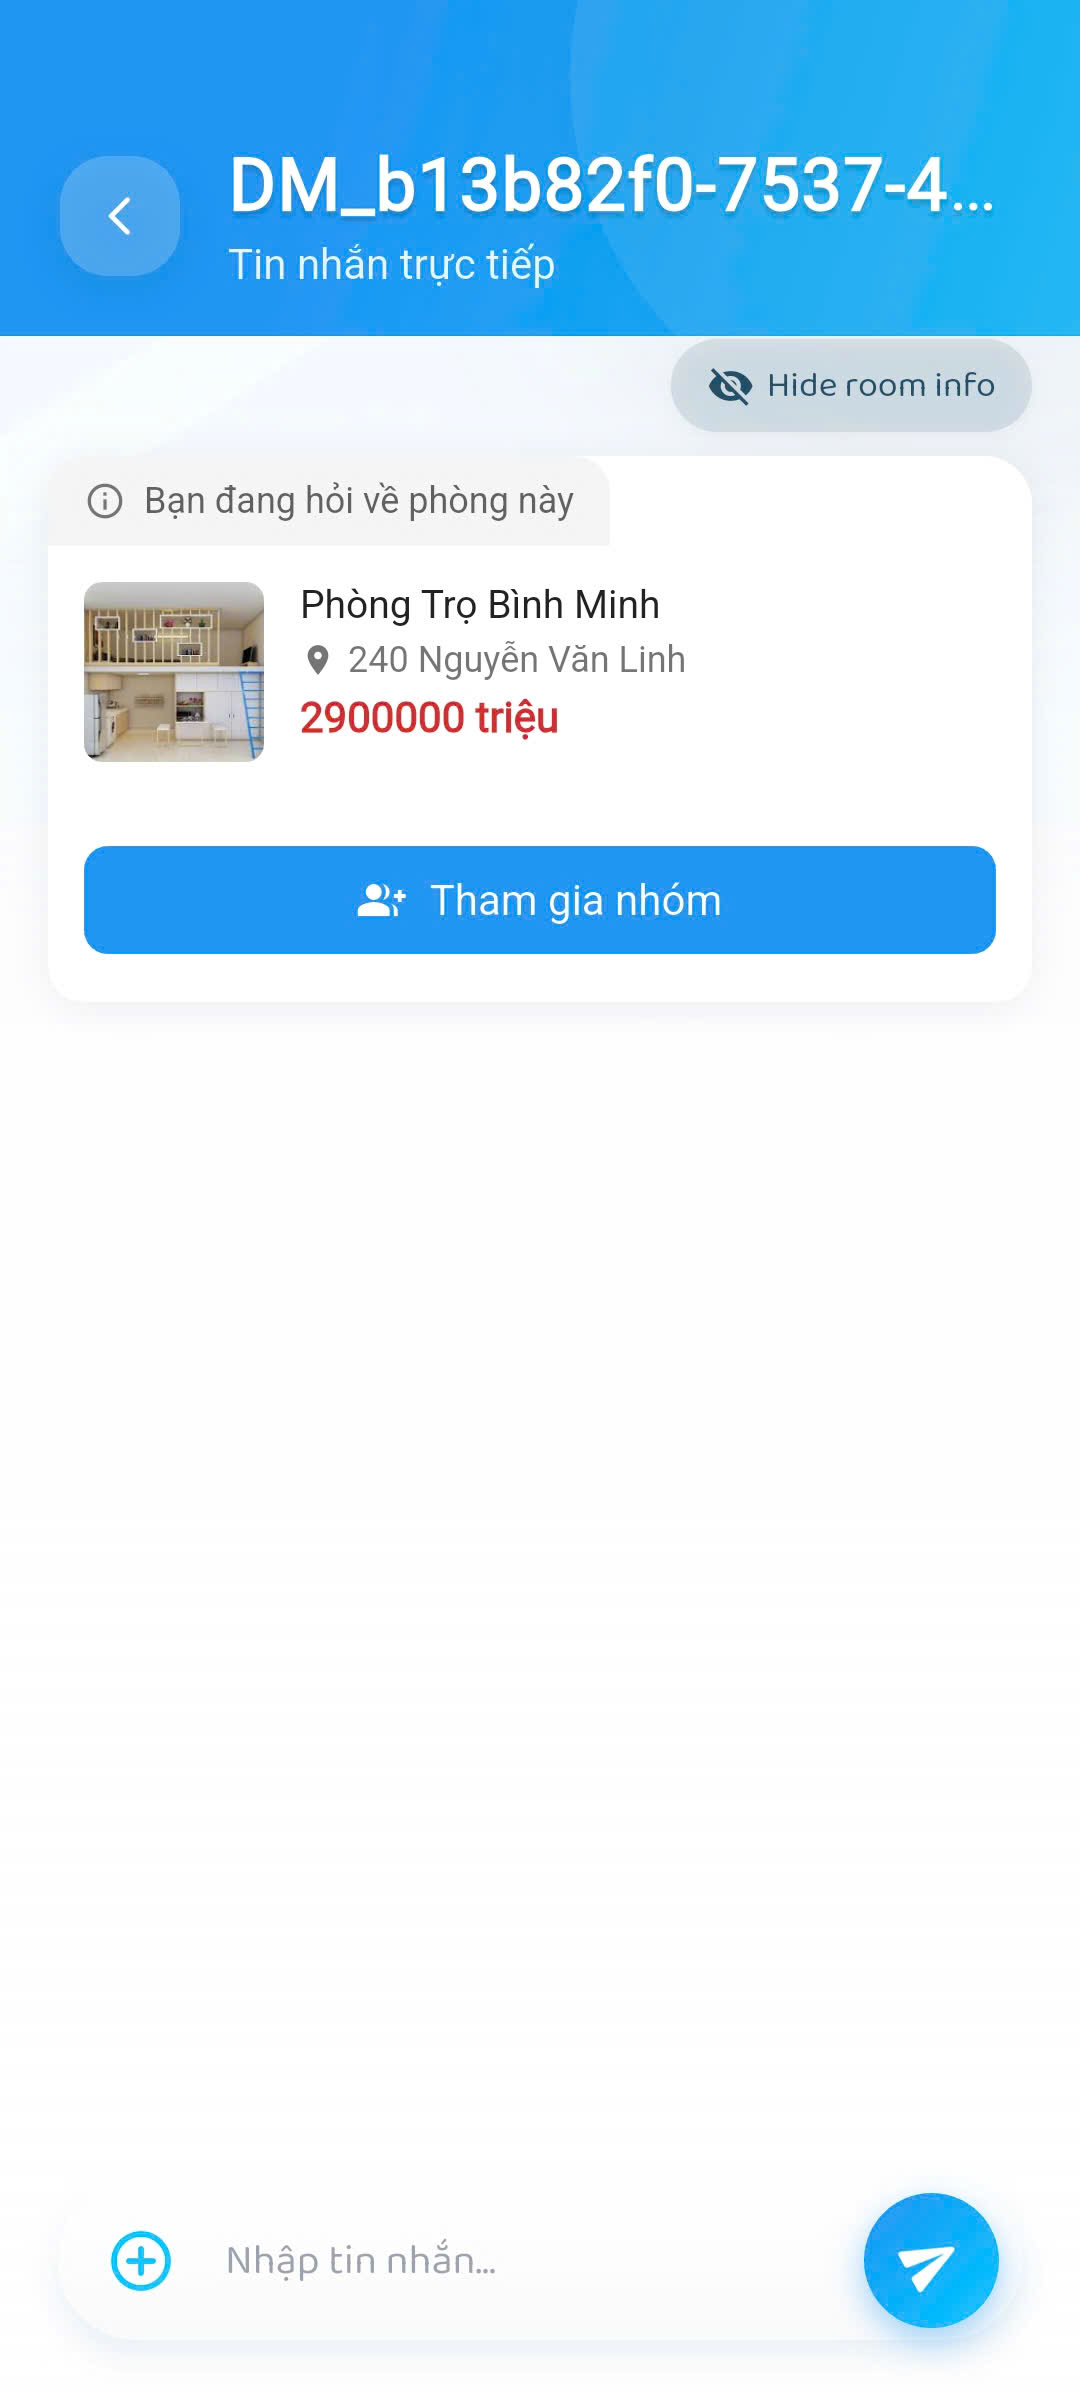 DM_b13b82f0-7537-4...
Tin nhắn trực tiếp
Hide room info
Bạn đang hỏi về phòng này
Phòng Trọ Bình Minh
240 Nguyễn Văn Linh
2900000 triệu
Tham gia nhóm
Nhập tin nhắn...